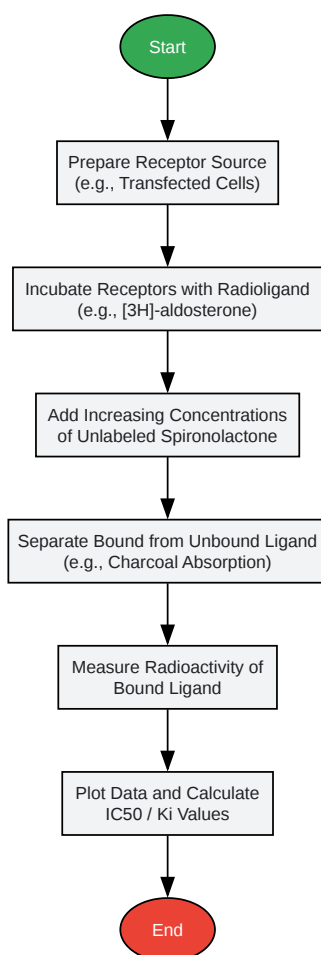 Start
Prepare Receptor Source
(e.g., Transfected Cells)
Incubate Receptors with Radioligand
(e.g., [3H]-aldosterone)
Add Increasing Concentrations
of Unlabeled Spironolactone
Separate Bound from Unbound Ligand
(e.g., Charcoal Absorption)
Measure Radioactivity of
Bound Ligand
Plot Data and Calculate
IC50 / Ki Values
End